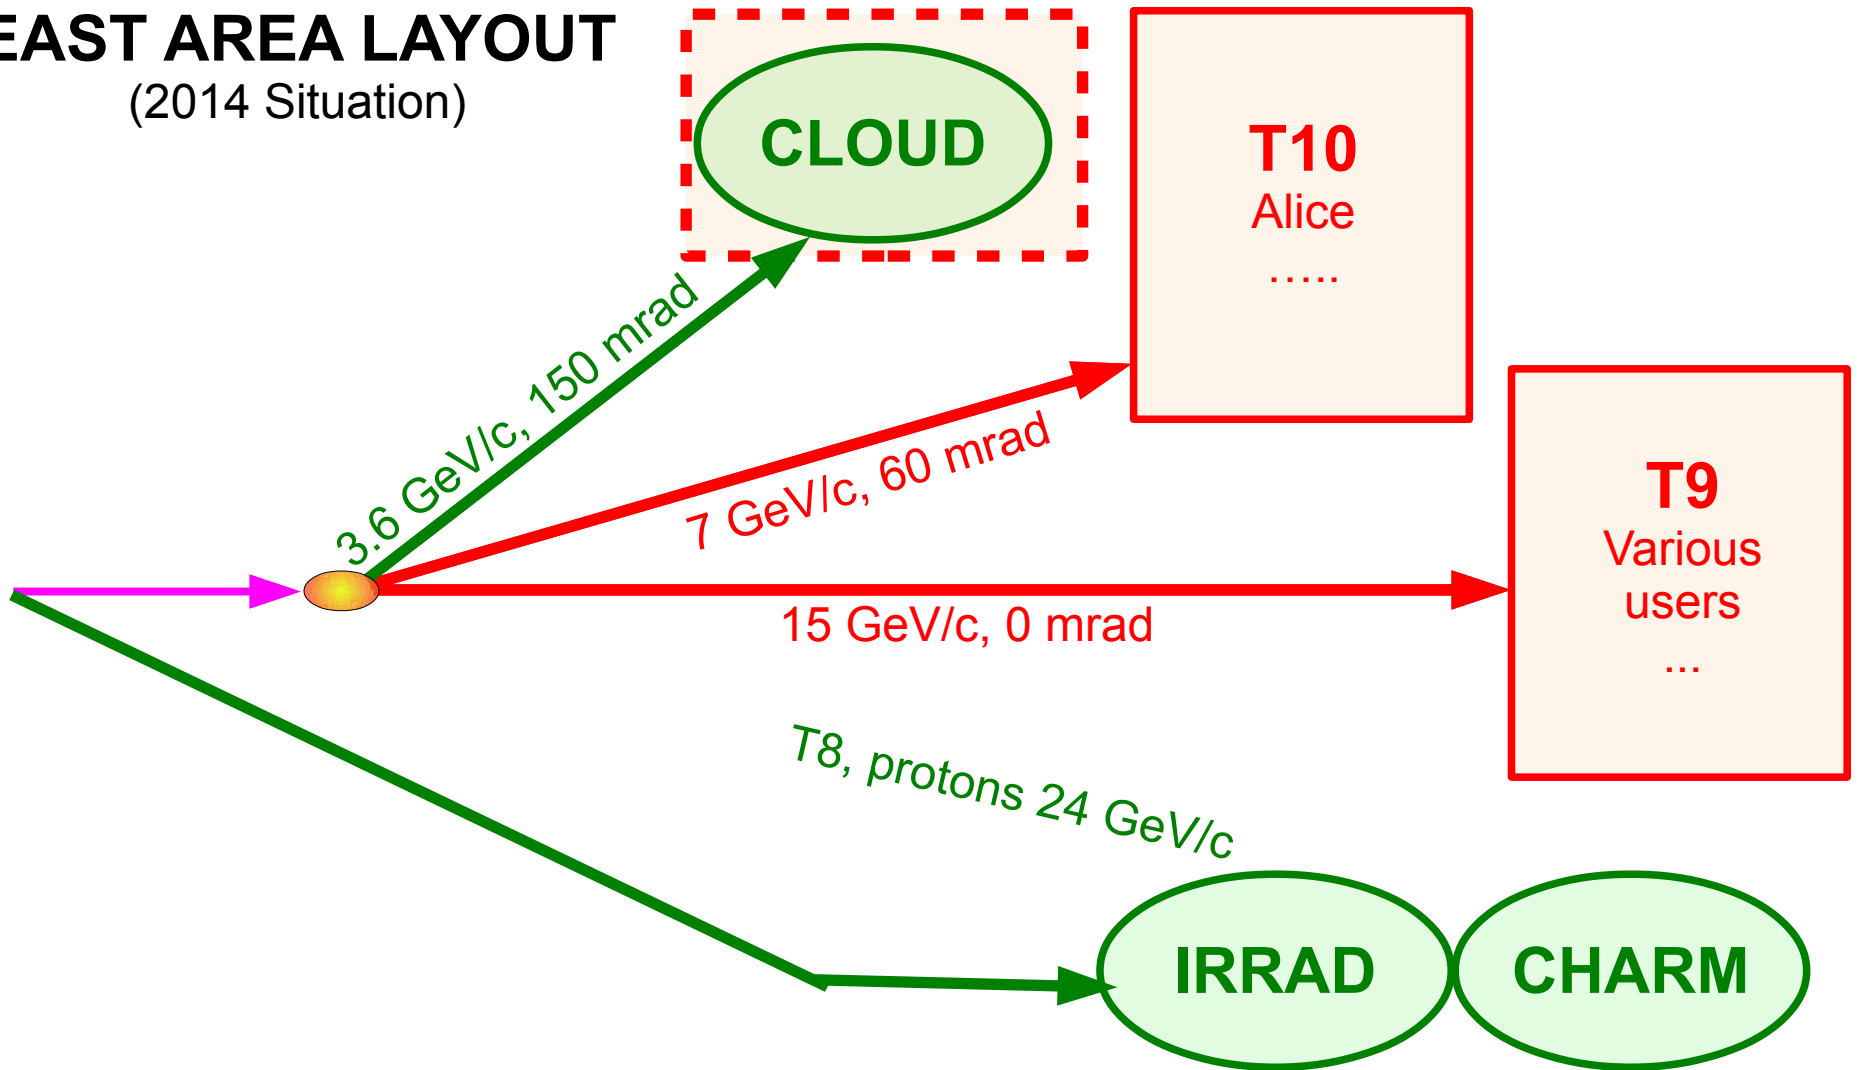 EAST AREA LAYOUT
(2014 Situation)
CLOUD
T10
Alice
.....
3.6 GeV/c, 150 mrad
7 GeV/c, 60 mrad
15 GeV/c, 0 mrad
T9
Various
users
...
T8, protons 24 GeV/c
IRRAD
CHARM